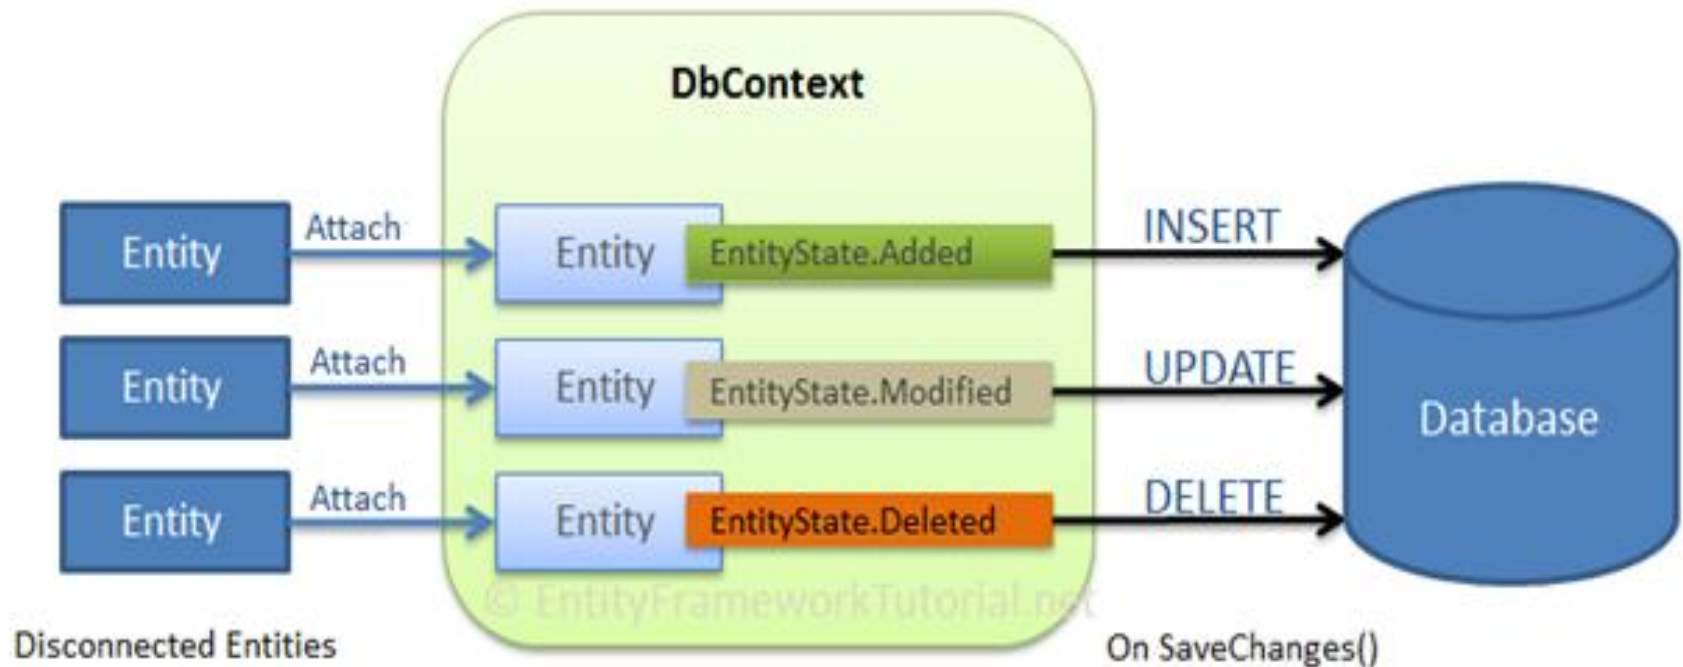 DbContext
Entity
Attach
Entity
EntityState.Added
INSERT
Entity
Attach
Entity
EntityState.Modified
UPDATE
Entity
Attach
Entity
EntityState.Deleted
DELETE
Database
© EntityFrameworkTutorial.net
Disconnected Entities
On SaveChanges()